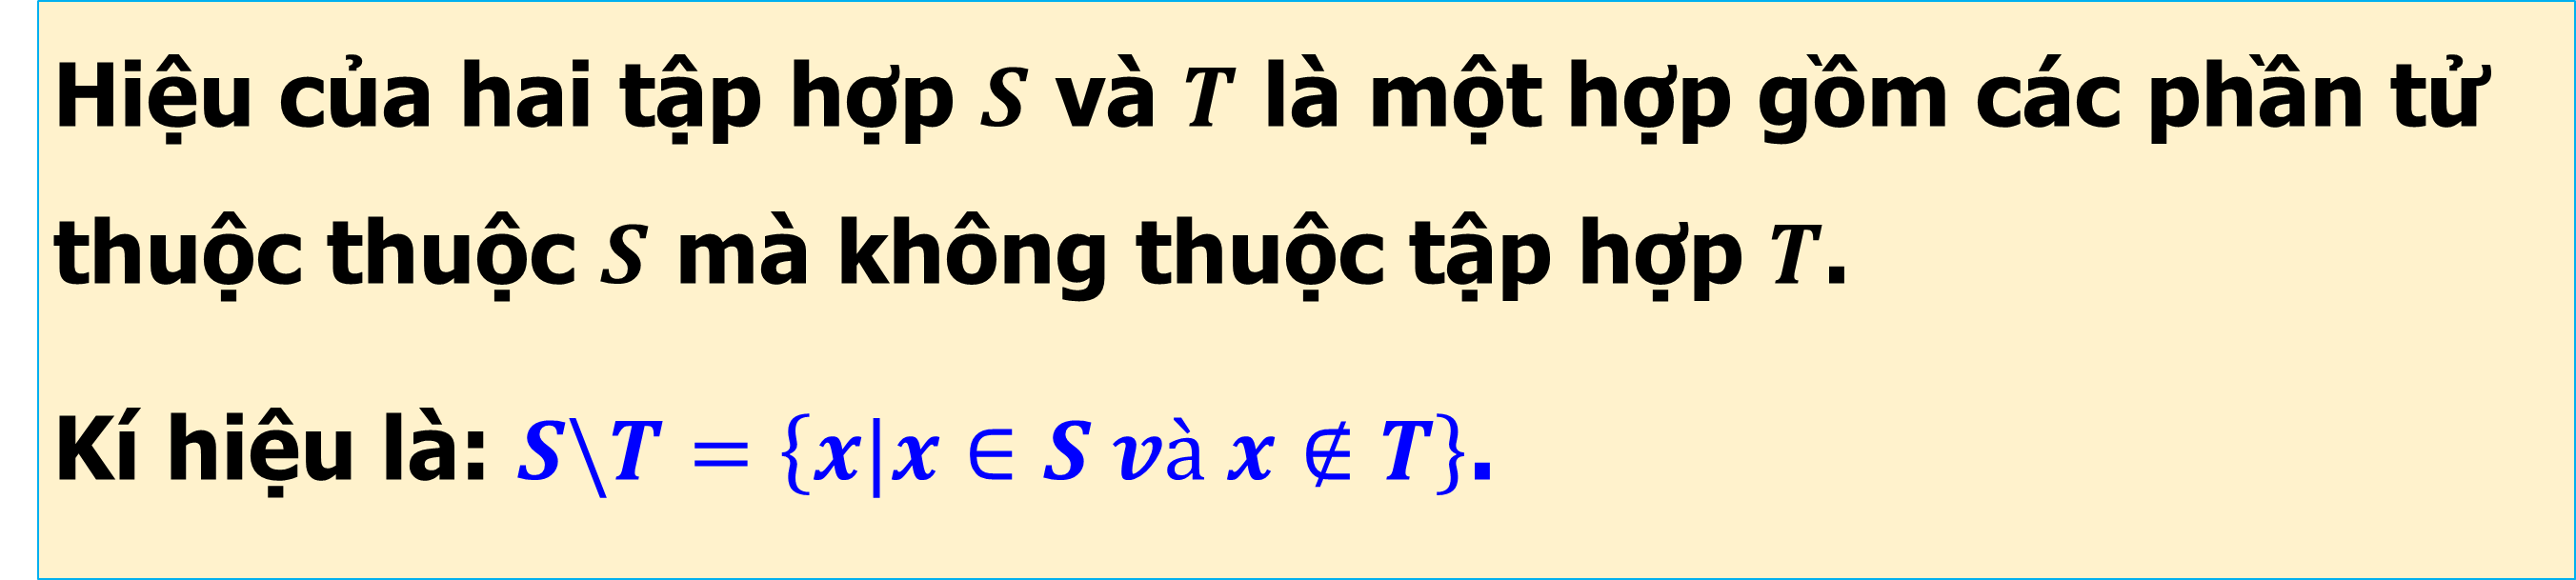 Hiệu của hai tập hợp S và T là một hợp gồm các phần tử
thuộc thuộc S mà không thuộc tập hợp T.
Kí hiệu là: S\T = {x|x ∈ S và x ∉ T}.